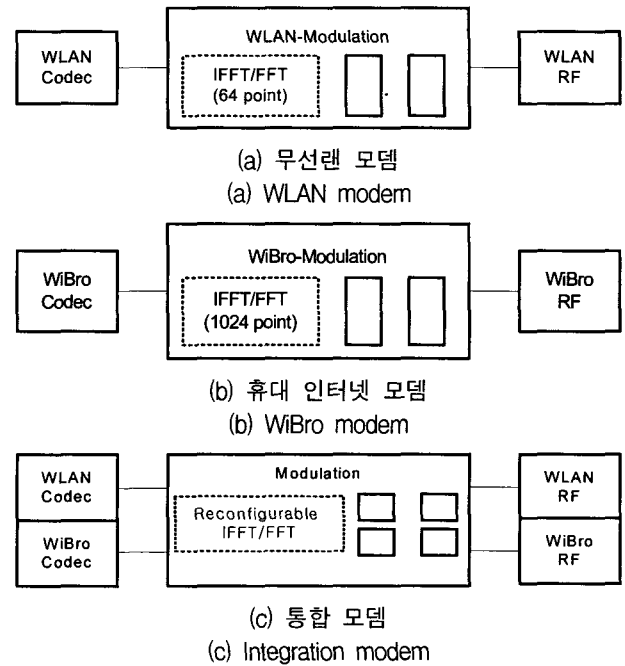 WLAN-Modulation
WLAN
Codec
IFFT/FFT
(64 point)
WLAN
RF
(a) 무선랜 모뎀
(a) WLAN modem
WiBro-Modulation
WiBro
Codec
IFFT/FFT
(1024 point)
WiBro
RF
(b) 휴대 인터넷 모뎀
(b) WiBro modem
Modulation
WLAN
Codec
WiBro
Codec
Reconfigurable
IFFT/FFT
WLAN
RF
WiBro
RF
(c) 통합 모뎀
(c) Integration modem